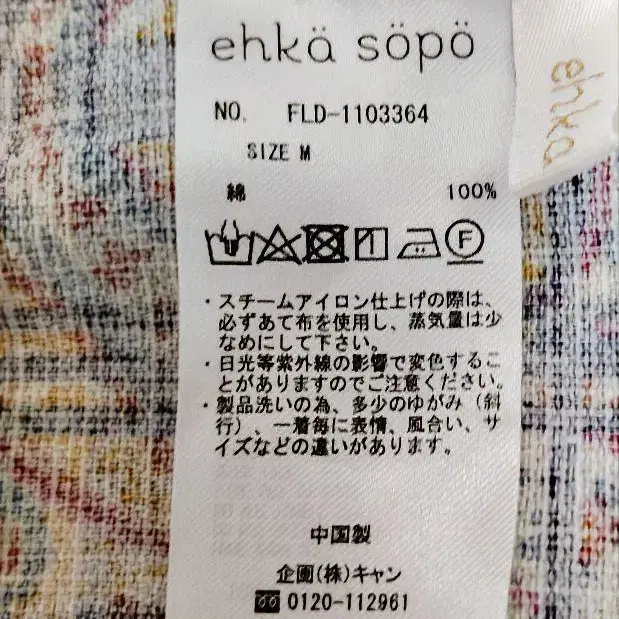 ehkä söpö
NO. FLD-1103364
SIZE M
綿 100%
F
・スチームアイロン仕上げの際は、
必ずあて布を使用し、蒸気量は少
なめにして下さい。
・日光等紫外線の影響で変色するこ
とがありますのでご注意ください。
・製品洗いの為、多少のゆがみ（斜
行）、一着毎に表情、風合い、サ
イズなどの違いがあります。
中国製
企画(株)キャン
0120-112961
ehka